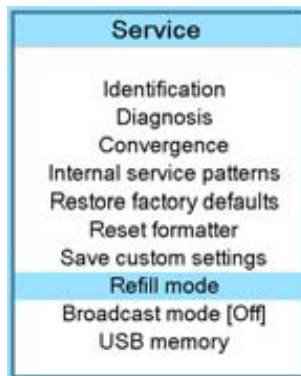 Service
Identification
Diagnosis
Convergence
Internal service patterns
Restore factory defaults
Reset formatter
Save custom settings
Refill mode
Broadcast mode [Off]
USB memory